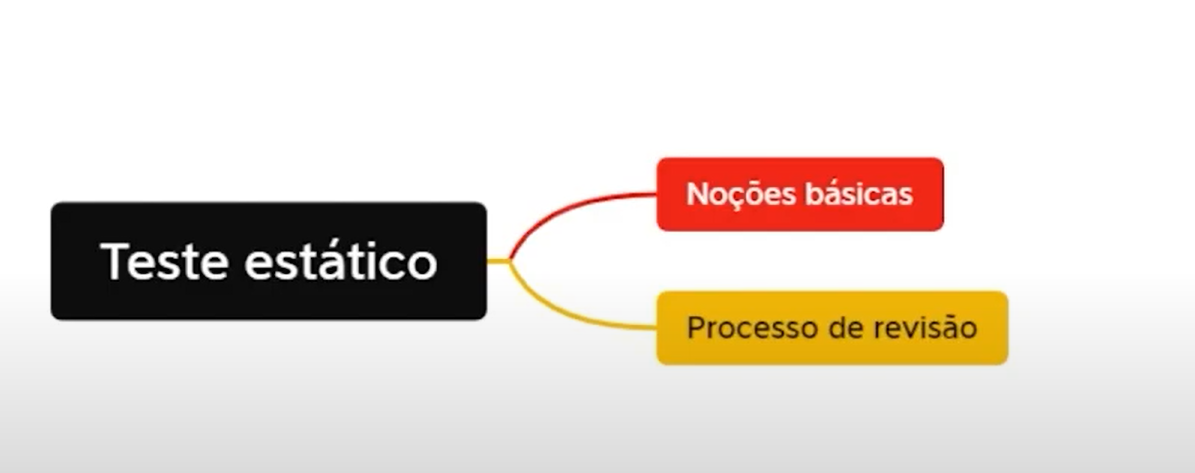 Teste estático
Noções básicas
Processo de revisão